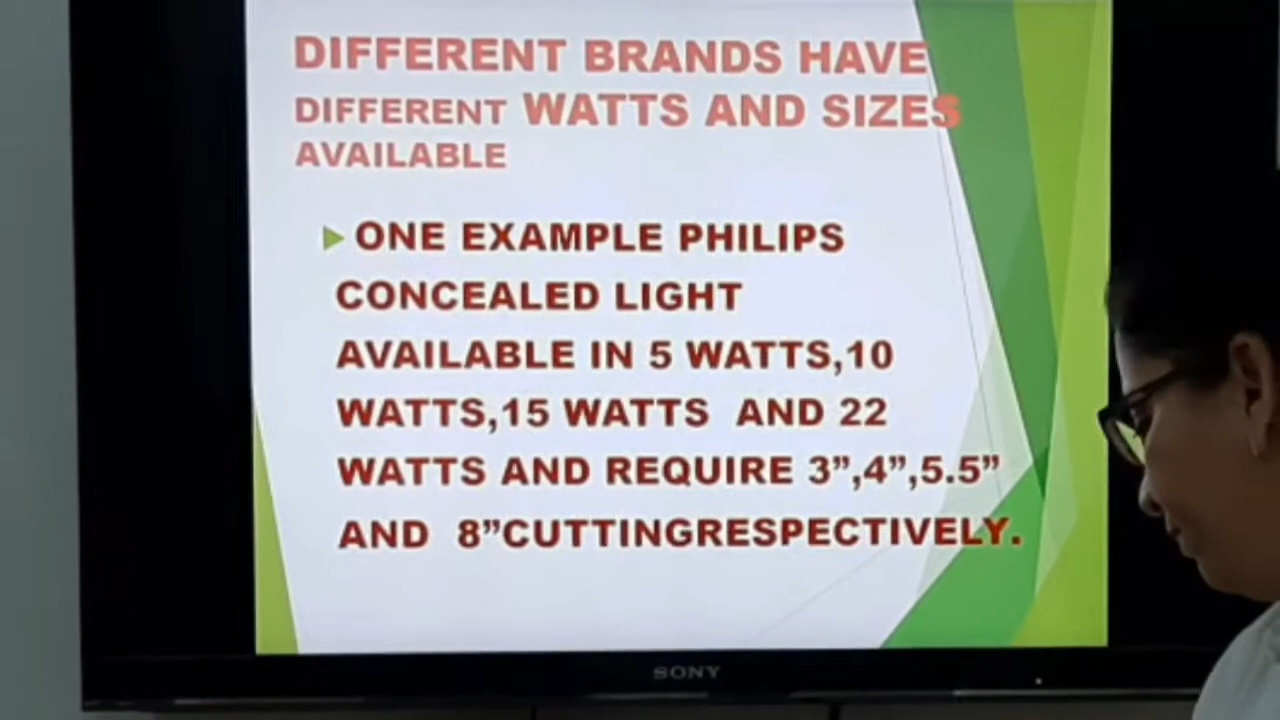 DIFFERENT BRANDS HAVE
DIFFERENT WATTS AND SIZES
AVAILABLE
ONE EXAMPLE PHILIPS
CONCEALED LIGHT
AVAILABLE IN 5 WATTS,10
WATTS,15 WATTS AND 22
WATTS AND REQUIRE 3”,4”,5.5”
AND 8”CUTTINGRESPECTIVELY.
SONY